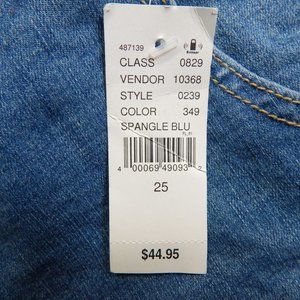 487139
CLASS 0829
VENDOR 10368
STYLE 0239
COLOR 349
SPANGLE BLU
4 00069 49093 2
25
$44.95